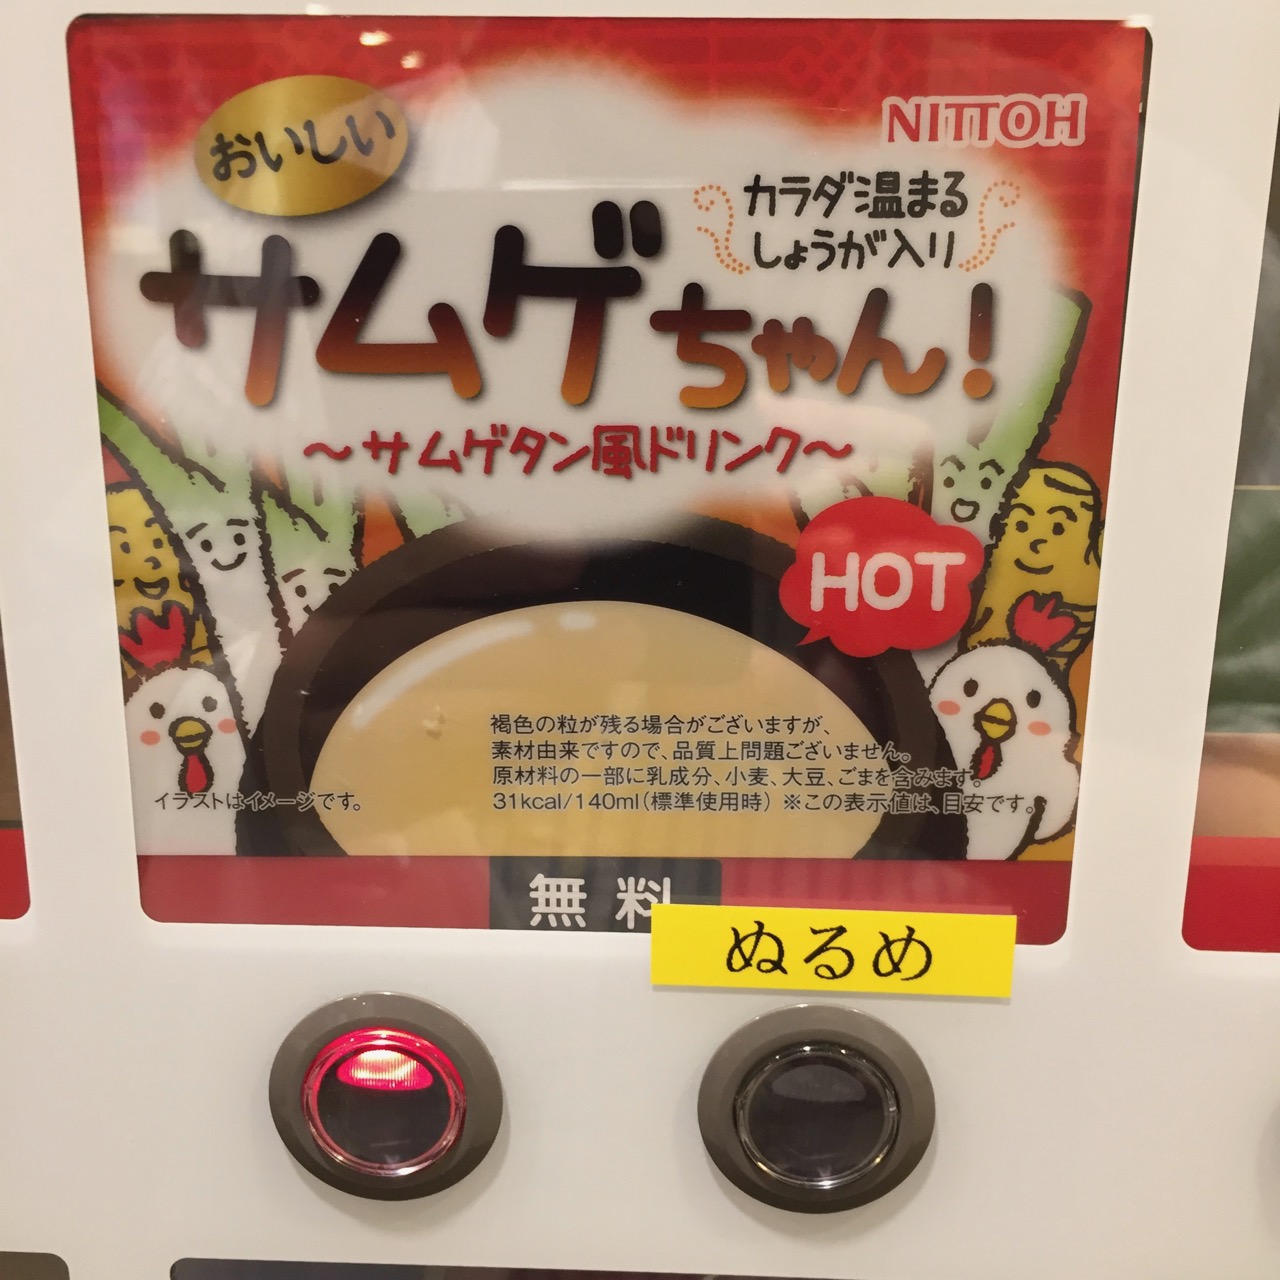 おいしい
NITTOH
カラダ温まる
しょうが入り
サムゲちゃん!
～サムゲタン風ドリンク～
HOT
褐色の粒が残る場合がございますが、
素材由来ですので、品質上問題ございません。
原材料の一部に乳成分、小麦、大豆、ごまを含みます。
イラストはイメージです。
31kcal/140ml(標準使用時) ※この表示値は、目安です。
無料
ぬるめ